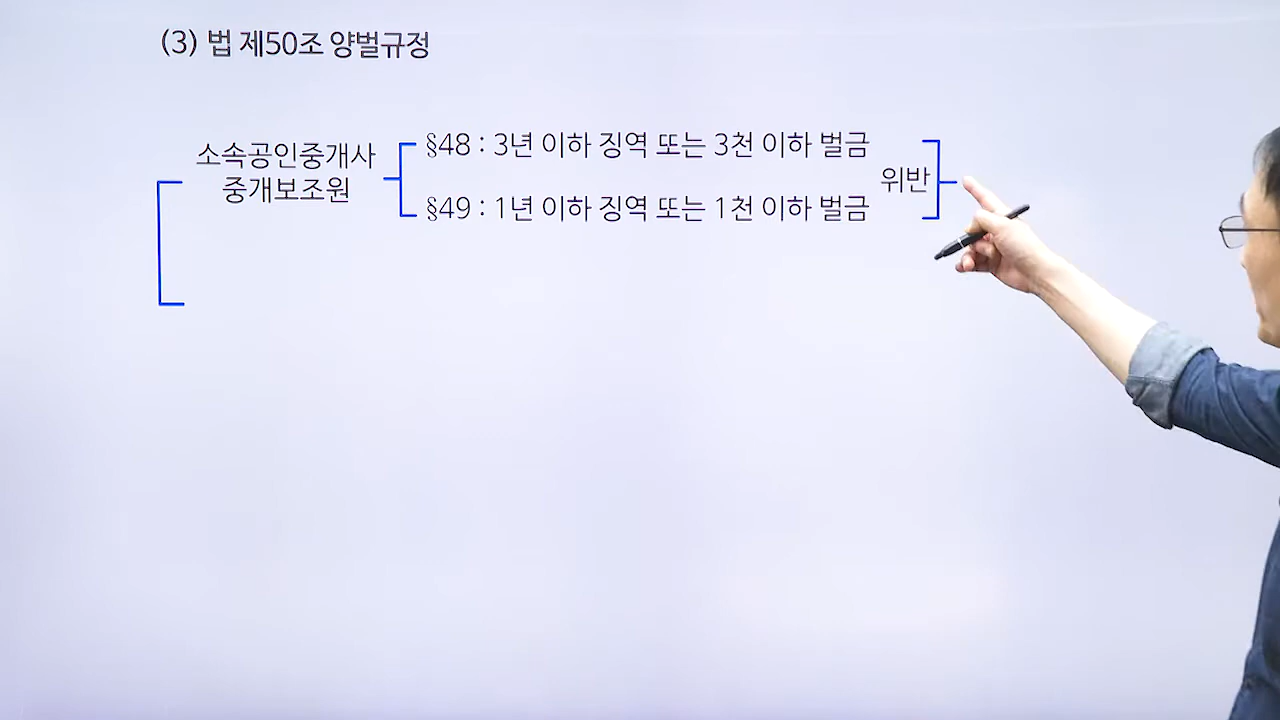 (3) 법 제50조 양벌규정
소속공인중개사
중개보조원
§48 : 3년 이하 징역 또는 3천 이하 벌금
§49 : 1년 이하 징역 또는 1천 이하 벌금
위반